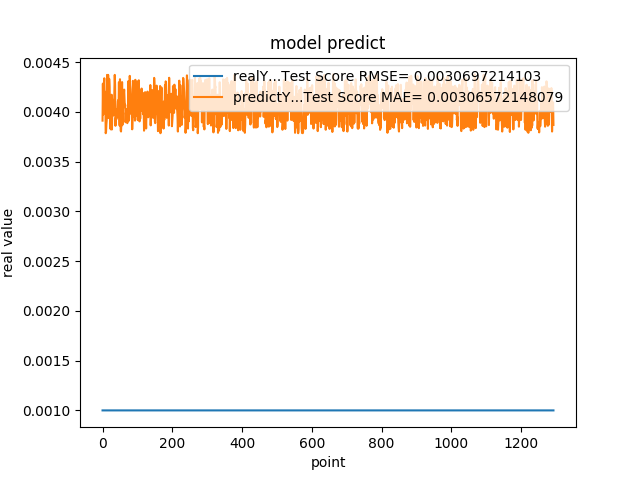 model predict
realY...Test Score RMSE= 0.0030697214103
predictY...Test Score MAE= 0.00306572148079
0.0045
0.0040
0.0035
0.0030
0.0025
0.0020
0.0015
0.0010
real value
0 200 400 600 800 1000 1200
point